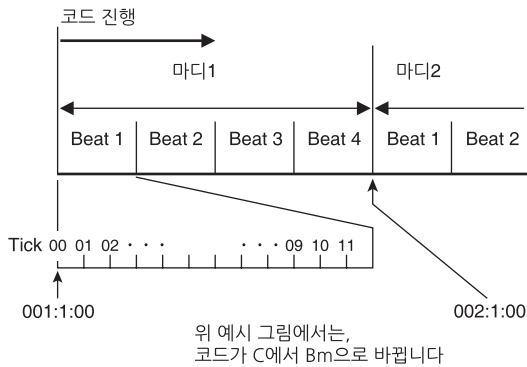 코드 진행
마디1
마디2
Beat 1
Beat 2
Beat 3
Beat 4
Beat 1
Beat 2
Tick 00 01 02 · · ·
· · · 09 10 11
001:1:00
002:1:00
위 예시 그림에서는,
코드가 C에서 Bm으로 바뀝니다